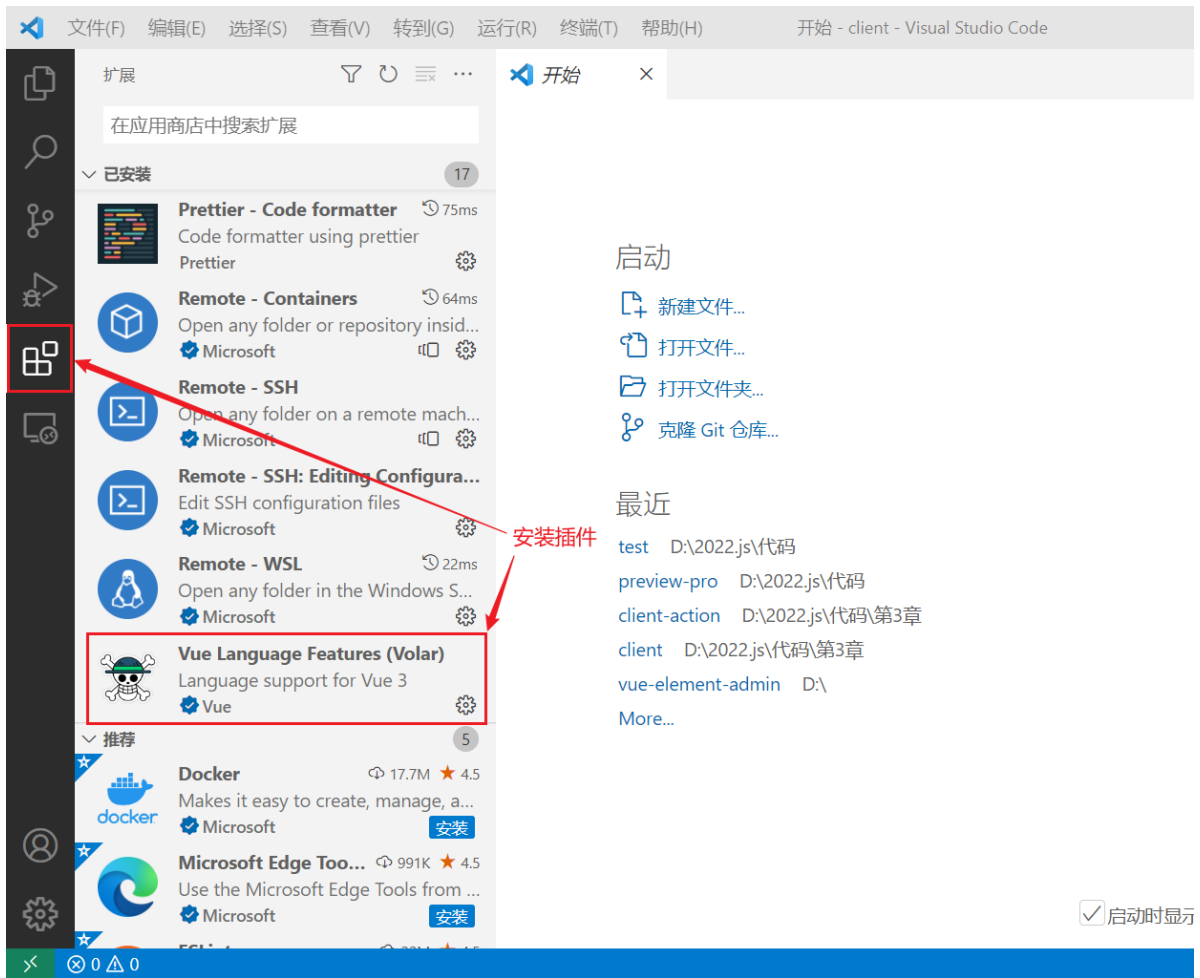 文件(F) 编辑(E) 选择(S) 查看(V) 转到(G) 运行(R) 终端(T) 帮助(H) 开始 - client - Visual Studio Code
扩展
开始
在应用商店中搜索扩展
已安装 17
Prettier - Code formatter 75ms
Code formatter using prettier
Prettier
Remote - Containers 64ms
Open any folder or repository insid...
Microsoft
Remote - SSH
Open any folder on a remote mach...
Microsoft
Remote - SSH: Editing Configura...
Edit SSH configuration files
Microsoft
Remote - WSL 22ms
Open any folder in the Windows S...
Microsoft
Vue Language Features (Volar)
Language support for Vue 3
Vue
推荐 5
Docker 17.7M 4.5
Makes it easy to create, manage, a...
docker
Microsoft 安装
Microsoft Edge Too... 991K 4.5
Use the Microsoft Edge Tools from ...
Microsoft 安装
安装插件
启动
新建文件...
打开文件...
打开文件夹...
克隆 Git 仓库...
最近
test D:\2022.js\代码
preview-pro D:\2022.js\代码
client-action D:\2022.js\代码\第3章
client D:\2022.js\代码\第3章
vue-element-admin D:\
More...
启动时显示
0 0